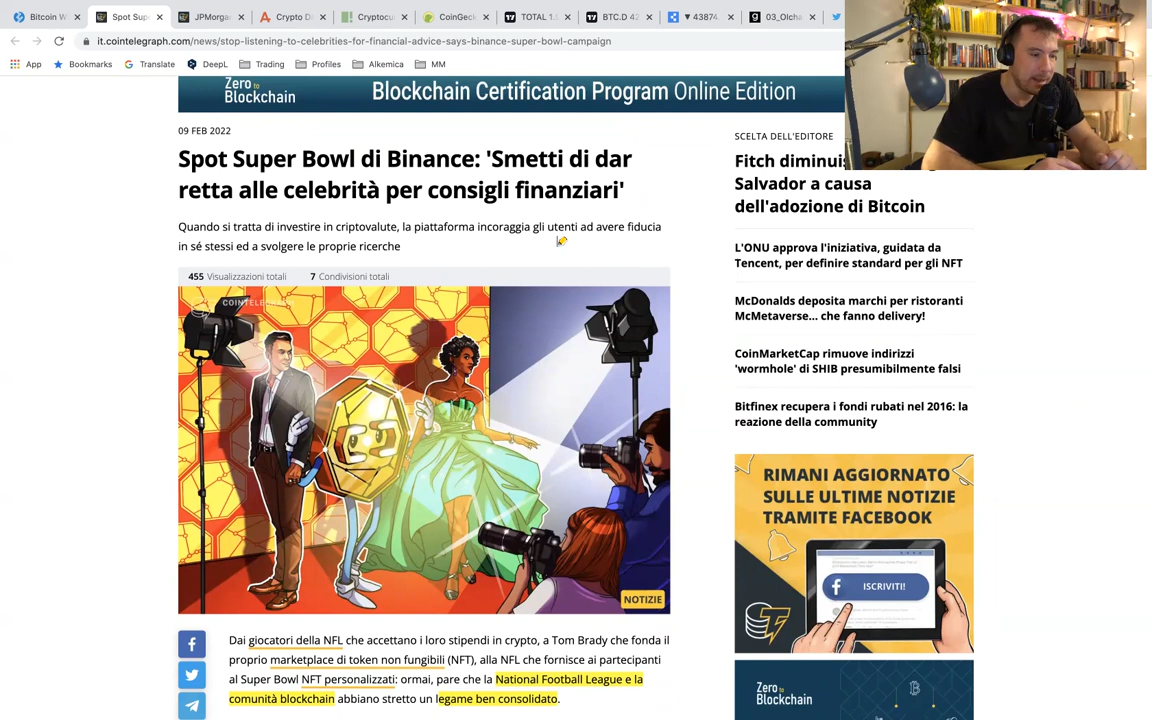 Bitcoin W
Spot Sup
JPMorga
Crypto Da
Cryptocu
CoinGeck
TOTAL 1.
BTC.D 42
▼ 43874
03_Olchai
it.cointelegraph.com/news/stop-listening-to-celebrities-for-financial-advice-says-binance-super-bowl-campaign
App
Bookmarks
Translate
DeepL
Trading
Profiles
Alkemica
MM
Zero to
Blockchain
Blockchain Certification Program Online Edition
09 FEB 2022
Spot Super Bowl di Binance: 'Smetti di dar
retta alle celebrità per consigli finanziari'
Quando si tratta di investire in criptovalute, la piattaforma incoraggia gli utenti ad avere fiducia
in sé stessi ed a svolgere le proprie ricerche
455 Visualizzazioni totali
7 Condivisioni totali
COINTELEGRAPH
NOTIZIE
Dai giocatori della NFL che accettano i loro stipendi in crypto, a Tom Brady che fonda il
proprio marketplace di token non fungibili (NFT), alla NFL che fornisce ai partecipanti
al Super Bowl NFT personalizzati: ormai, pare che la National Football League e la
comunità blockchain abbiano stretto un legame ben consolidato.
SCELTA DELL'EDITORE
Fitch diminuis
Salvador a causa
dell'adozione di Bitcoin
L'ONU approva l'iniziativa, guidata da
Tencent, per definire standard per gli NFT
McDonalds deposita marchi per ristoranti
McMetaverse... che fanno delivery!
CoinMarketCap rimuove indirizzi
'wormhole' di SHIB presumibilmente falsi
Bitfinex recupera i fondi rubati nel 2016: la
reazione della community
RIMANI AGGIORNATO
SULLE ULTIME NOTIZIE
TRAMITE FACEBOOK
ISCRIVITI!
Zero to
Blockchain